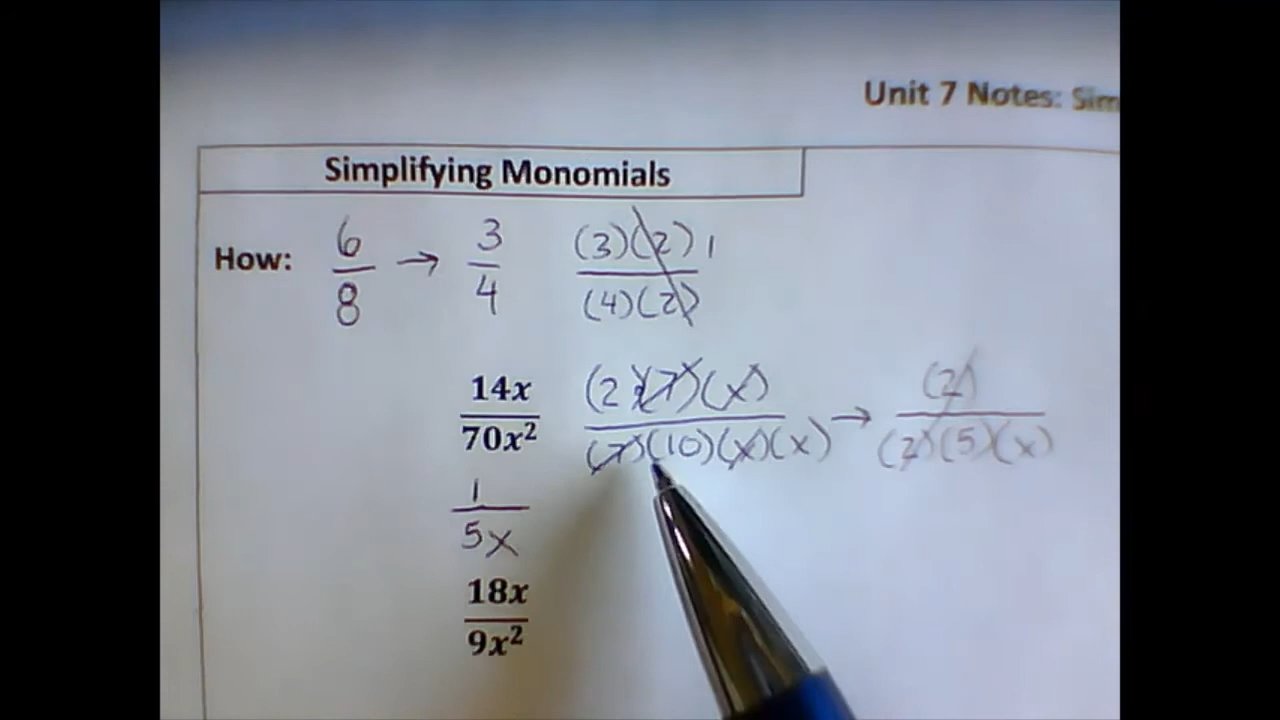 Unit 7 Notes: Sim
Simplifying Monomials
How: 6/8 → 3/4 (3)(2)/(4)(2) 1
14x/70x² (2)(7)(x)/(7)(10)(x)(x) → (2)/(2)(5)(x)
1/5x
18x/9x²